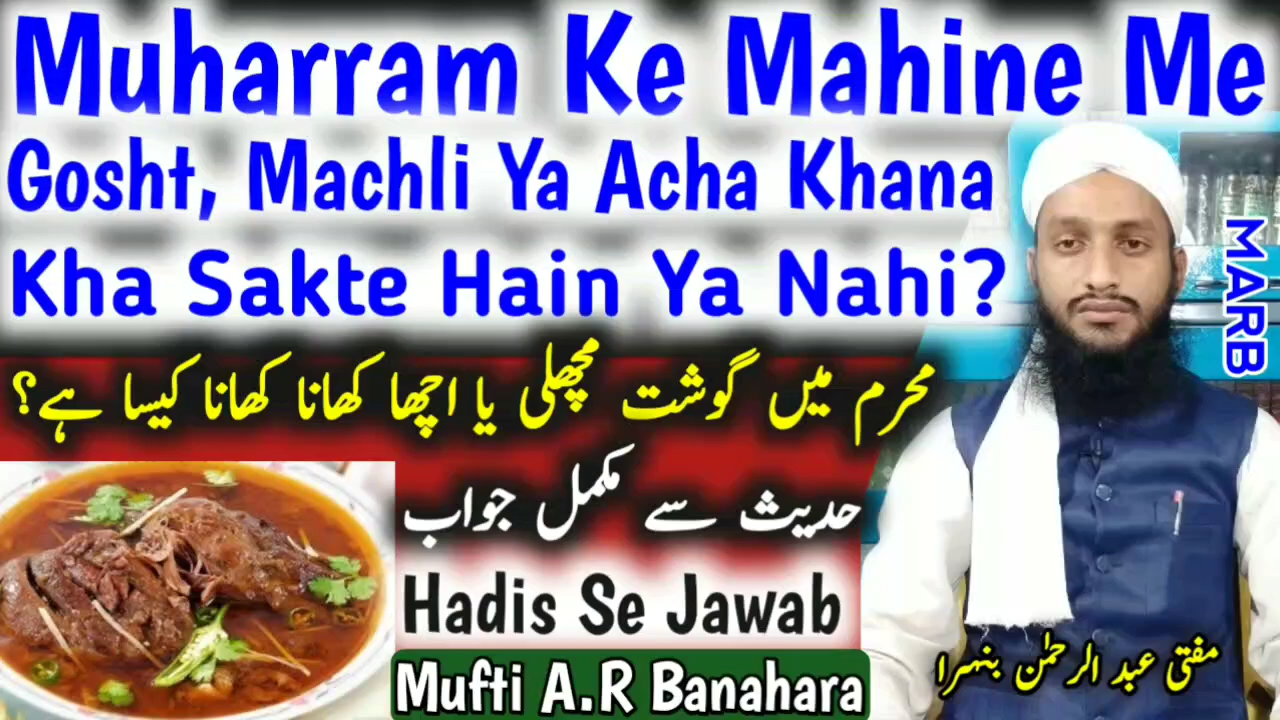 Muharram Ke Mahine Me
Gosht, Machli Ya Acha Khana
Kha Sakte Hain Ya Nahi?
MARB
محرم میں گوشت مچھلی یا اچھا کھانا کھانا کیسا ہے؟
حدیث سے مکمل جواب
Hadis Se Jawab
Mufti A.R Banahara
مفتی عبد الرحمٰن بنہرا